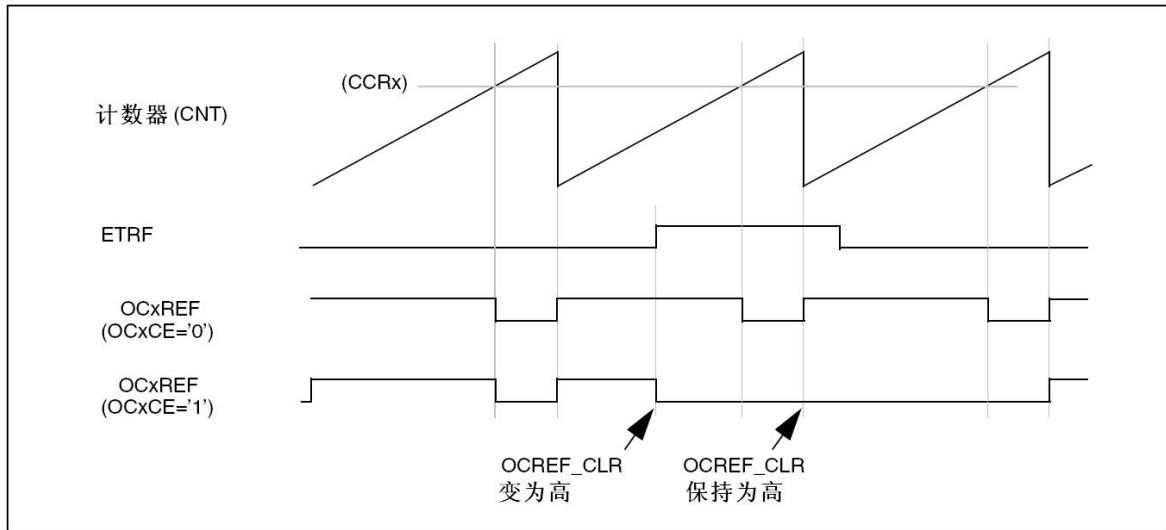 (CCRx)
计数器(CNT)
ETRF
OCxREF
(OCxCE='0')
OCxREF
(OCxCE='1')
OCREF_CLR
变为高
OCREF_CLR
保持为高